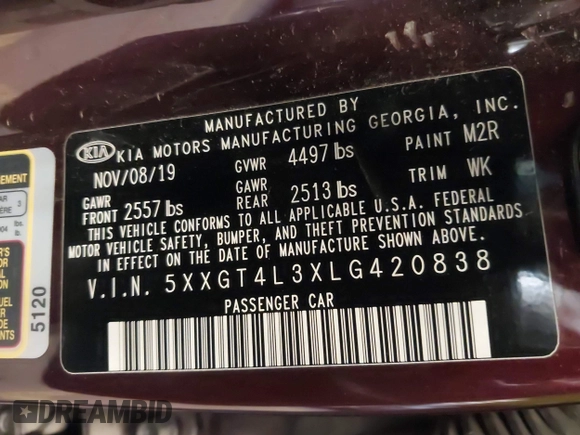 MANUFACTURED BY
KIA KIA MOTORS MANUFACTURING GEORGIA, INC.
NOV/08/19 GVWR 4497 lbs PAINT M2R
GAWR FRONT 2557 lbs GAWR REAR 2513 lbs TRIM WK
THIS VEHICLE CONFORMS TO ALL APPLICABLE U.S.A. FEDERAL
MOTOR VEHICLE SAFETY, BUMPER, AND THEFT PREVENTION STANDARDS
IN EFFECT ON THE DATE OF MANUFACTURE SHOWN ABOVE.
V.I.N. 5XXGT4L3XLG420838
PASSENGER CAR
5120
DREAMBID